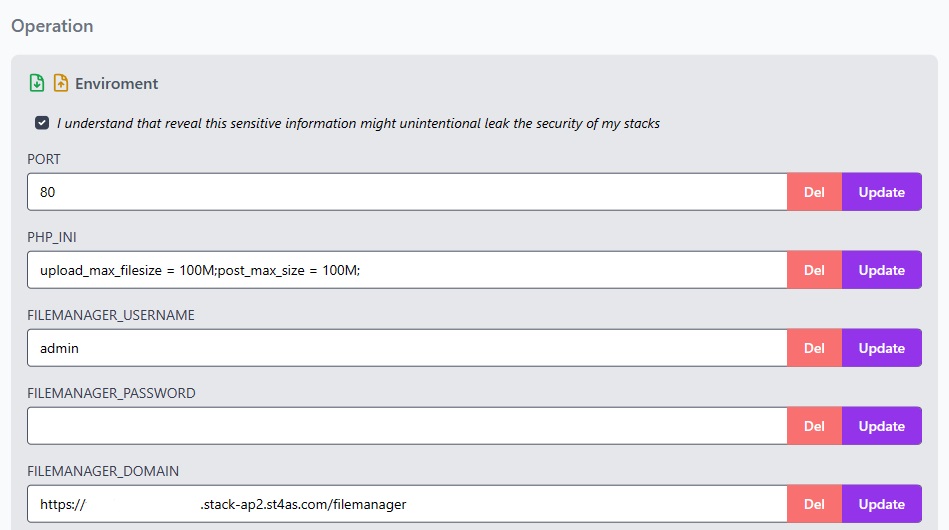 Operation
Enviroment
I understand that reveal this sensitive information might unintentional leak the security of my stacks
PORT
80 Del Update
PHP_INI
upload_max_filesize = 100M;post_max_size = 100M; Del Update
FILEMANAGER_USERNAME
admin Del Update
FILEMANAGER_PASSWORD
Del Update
FILEMANAGER_DOMAIN
https:// .stack-ap2.st4as.com/filemanager Del Update